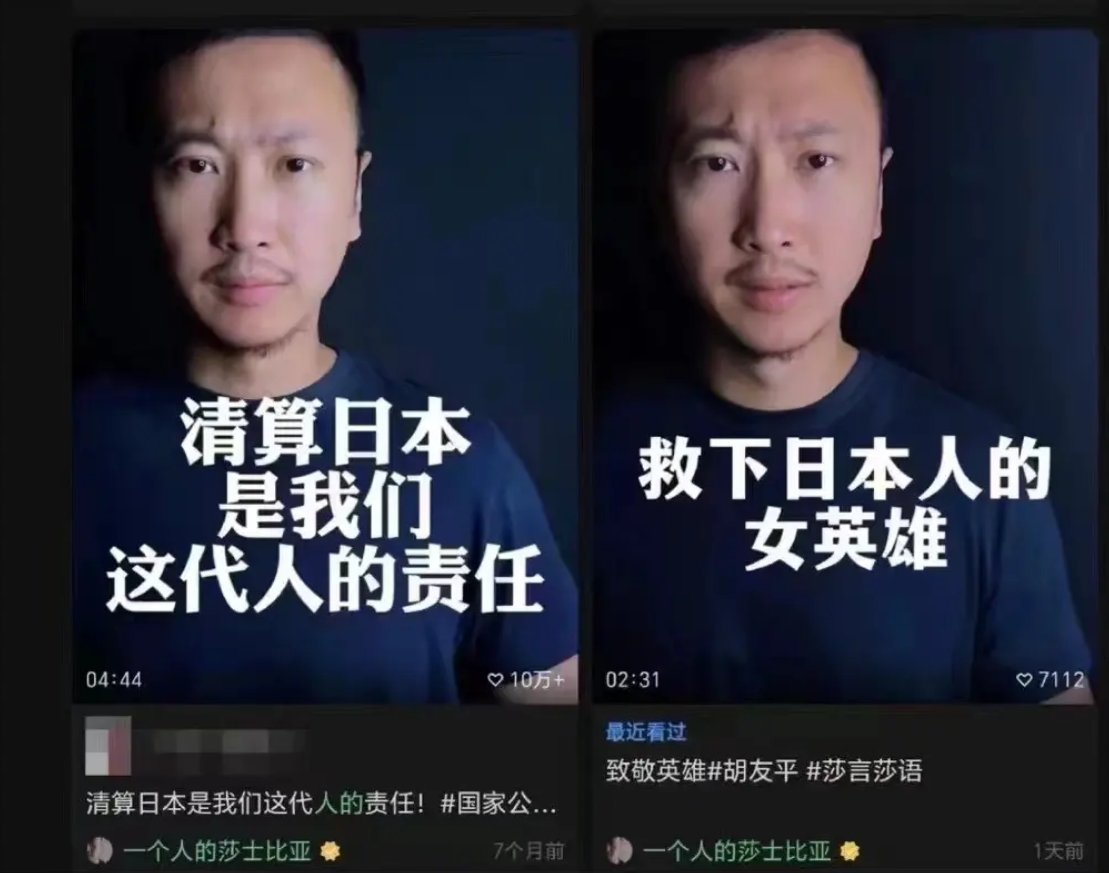 清算日本
是我们
这代人的责任
04:44
♡ 10万+
清算日本是我们这代人的责任！#国家公...
一个人的莎士比亚
7个月前
救下日本人的
女英雄
02:31
♡ 7112
最近看过
致敬英雄#胡友平 #莎言莎语
一个人的莎士比亚
1天前